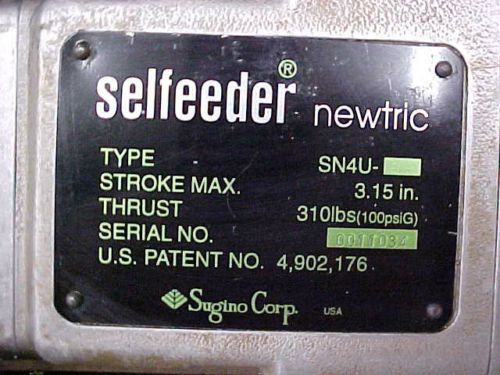 selfeeder® newtric
TYPE SN4U-
STROKE MAX. 3.15 in.
THRUST 310lbs(100psiG)
SERIAL NO. 0011034
U.S. PATENT NO. 4,902,176
Sugino Corp. USA